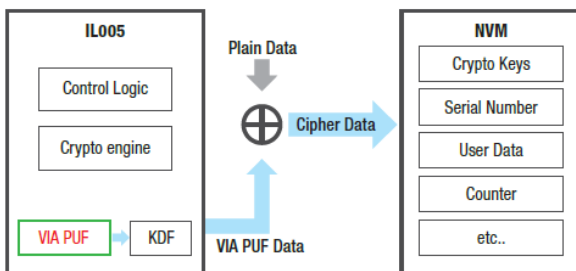 IL005
Control Logic
Crypto engine
VIA PUF
KDF
Plain Data
Cipher Data
VIA PUF Data
NVM
Crypto Keys
Serial Number
User Data
Counter
etc..